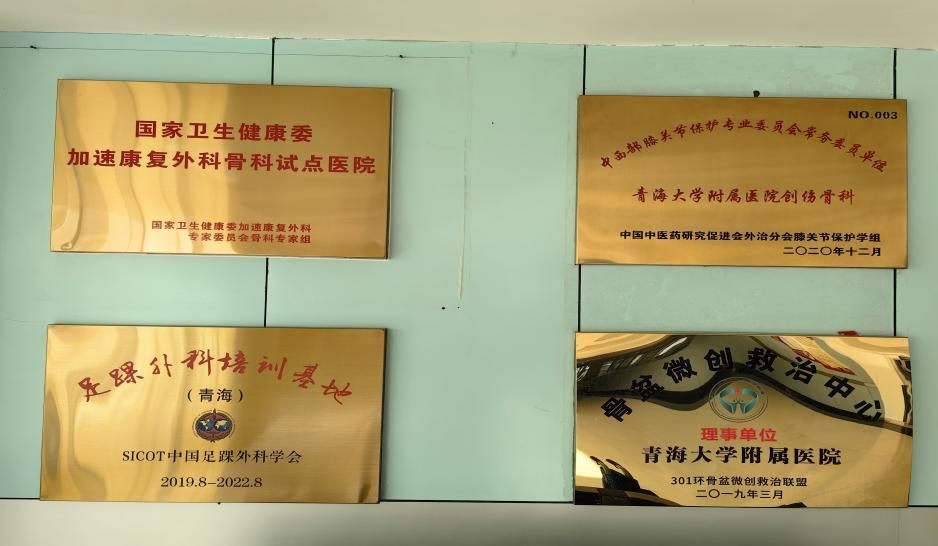 国家卫生健康委
加速康复外科骨科试点医院
国家卫生健康委加速康复外科
专家委员会骨科专家组
NO.003
中西部膝关节保护专业委员会常务委员单位
青海大学附属医院创伤骨科
中国中医药研究促进会外治分会膝关节保护学组
二〇二〇年十二月
足踝外科培训基地
（青海）
SICOT中国足踝外科学会
2019.8-2022.8
骨盆微创救治中心
理事单位
青海大学附属医院
301环骨盆微创救治联盟
二〇一九年三月